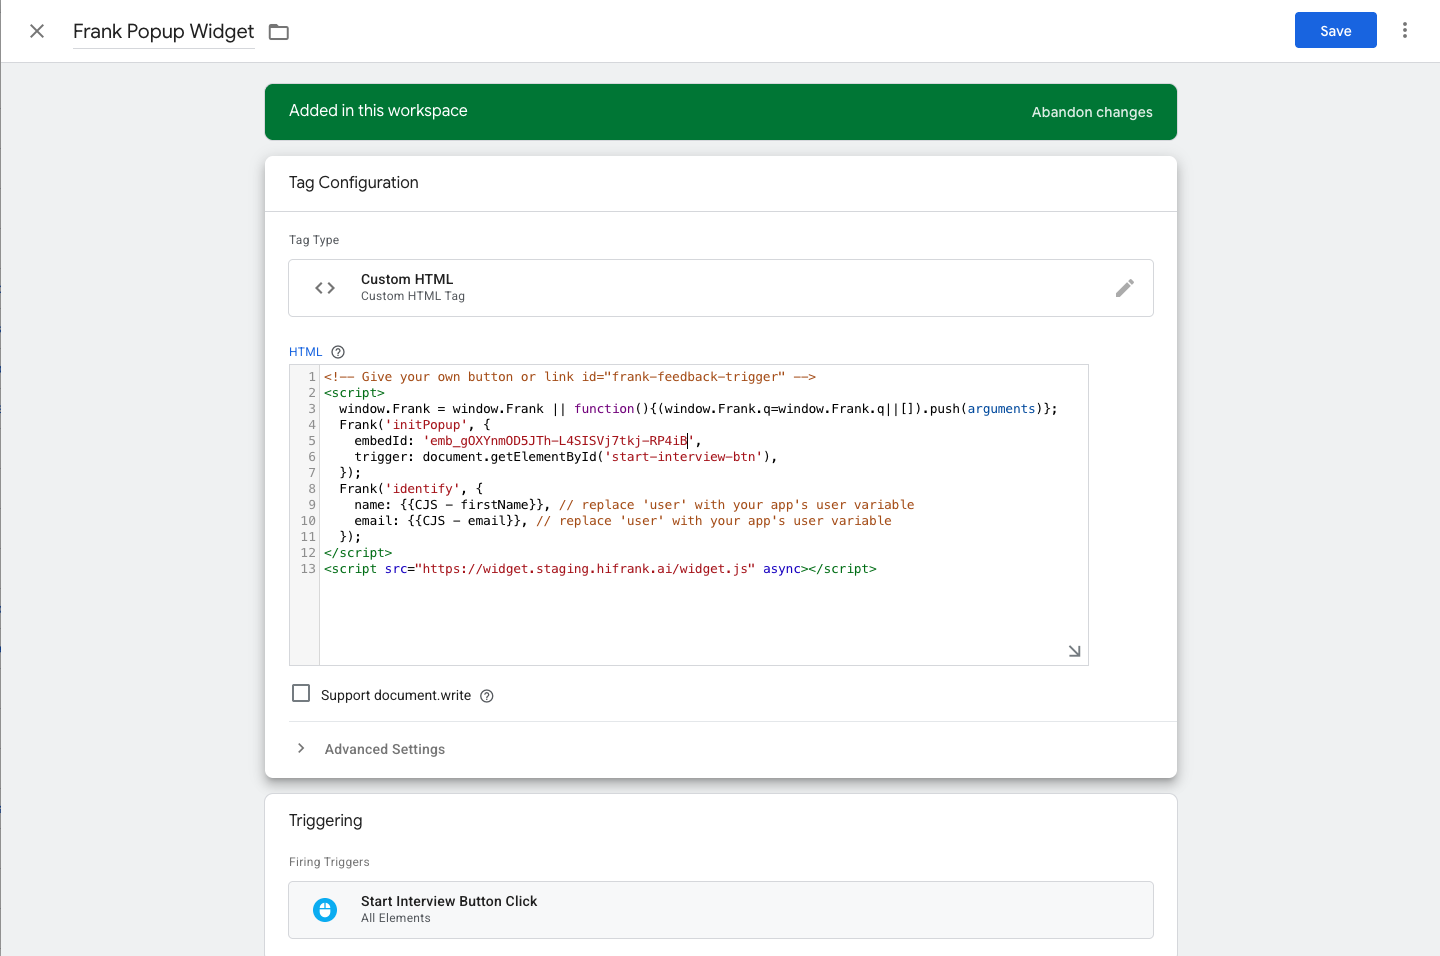 Frank Popup Widget
Save
Added in this workspace
Abandon changes
Tag Configuration
Tag Type
Custom HTML
Custom HTML Tag
HTML
1 <!-- Give your own button or link id="frank-feedback-trigger" -->
2 <script>
3   window.Frank = window.Frank || function(){(window.Frank.q=window.Frank.q||[]).push(arguments)};
4   Frank('initPopup', {
5     embedId: 'emb_gOXYnmOD5JTh-L4SISVj7tkj-RP4iB',
6     trigger: document.getElementById('start-interview-btn'),
7   });
8   Frank('identify', {
9     name: {{CJS - firstName}}, // replace 'user' with your app's user variable
10     email: {{CJS - email}}, // replace 'user' with your app's user variable
11   });
12 </script>
13 <script src="https://widget.staging.hifrank.ai/widget.js" async></script>
Support document.write
Advanced Settings
Triggering
Firing Triggers
Start Interview Button Click
All Elements